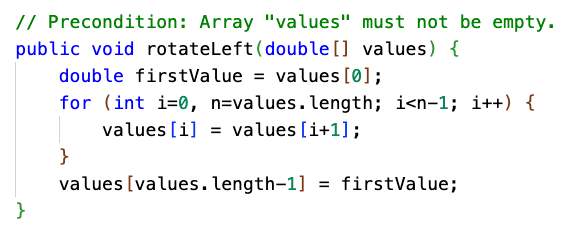 // Precondition: Array "values" must not be empty.
public void rotateLeft(double[] values) {
    double firstValue = values[0];
    for (int i=0, n=values.length; i<n-1; i++) {
        values[i] = values[i+1];
    }
    values[values.length-1] = firstValue;
}